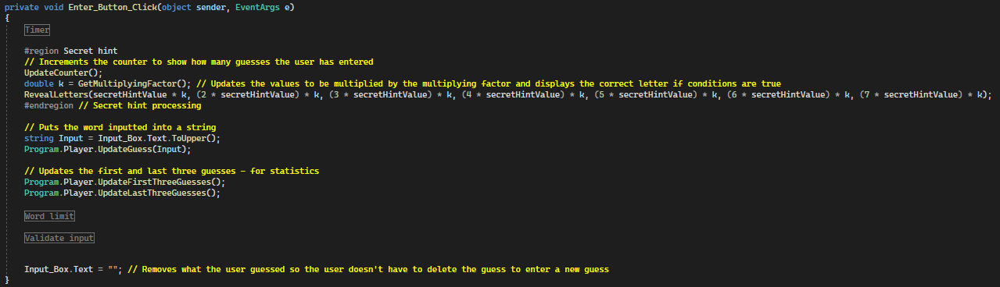 private void Enter_Button_Click(object sender, EventArgs e)
{
Timer
#region Secret hint
// Increments the counter to show how many guesses the user has entered
UpdateCounter();
double k = GetMultiplyingFactor(); // Updates the values to be multiplied by the multiplying factor and displays the correct letter if conditions are true
RevealLetters(secretHintValue * k, (2 * secretHintValue) * k, (3 * secretHintValue) * k, (4 * secretHintValue) * k, (5 * secretHintValue) * k, (6 * secretHintValue) * k, (7 * secretHintValue) * k);
#endregion // Secret hint processing
// Puts the word inputted into a string
string Input = Input_Box.Text.ToUpper();
Program.Player.UpdateGuess(Input);
// Updates the first and last three guesses - for statistics
Program.Player.UpdateFirstThreeGuesses();
Program.Player.UpdateLastThreeGuesses();
Word limit
Validate input
Input_Box.Text = ""; // Removes what the user guessed so the user doesn't have to delete the guess to enter a new guess
}